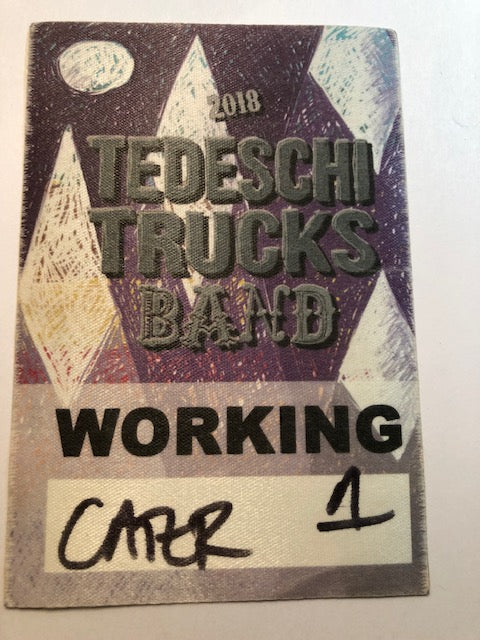 2018
TEDESCHI
TRUCKS
BAND
WORKING
CATER 1